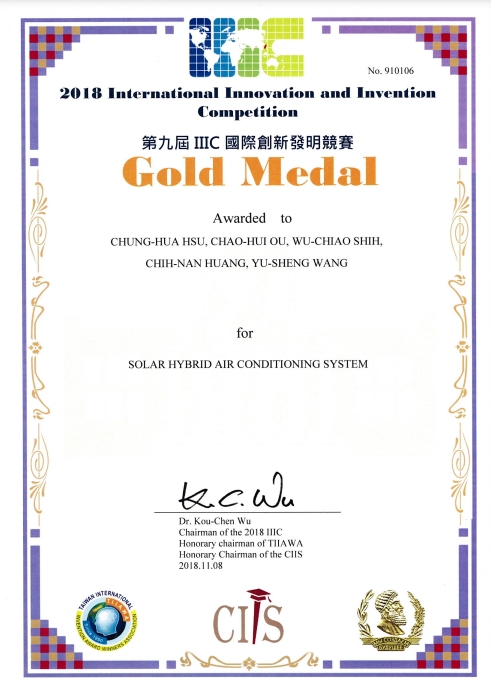 IIIC
No. 910106
2018 International Innovation and Invention
Competition
第九屆 IIIC 國際創新發明競賽
Gold Medal
Awarded to
CHUNG-HUA HSU, CHAO-HUI OU, WU-CHIAO SHIH,
CHIH-NAN HUANG, YU-SHENG WANG
for
SOLAR HYBRID AIR CONDITIONING SYSTEM
K. C. Wu
Dr. Kou-Chen Wu
Chairman of the 2018 IIIC
Honorary chairman of TIIAWA
Honorary Chairman of the CIIS
2018.11.08
TAIWAN INTERNATIONAL
INVENTION AWARD WINNERS ASSOCIATION
CIIS